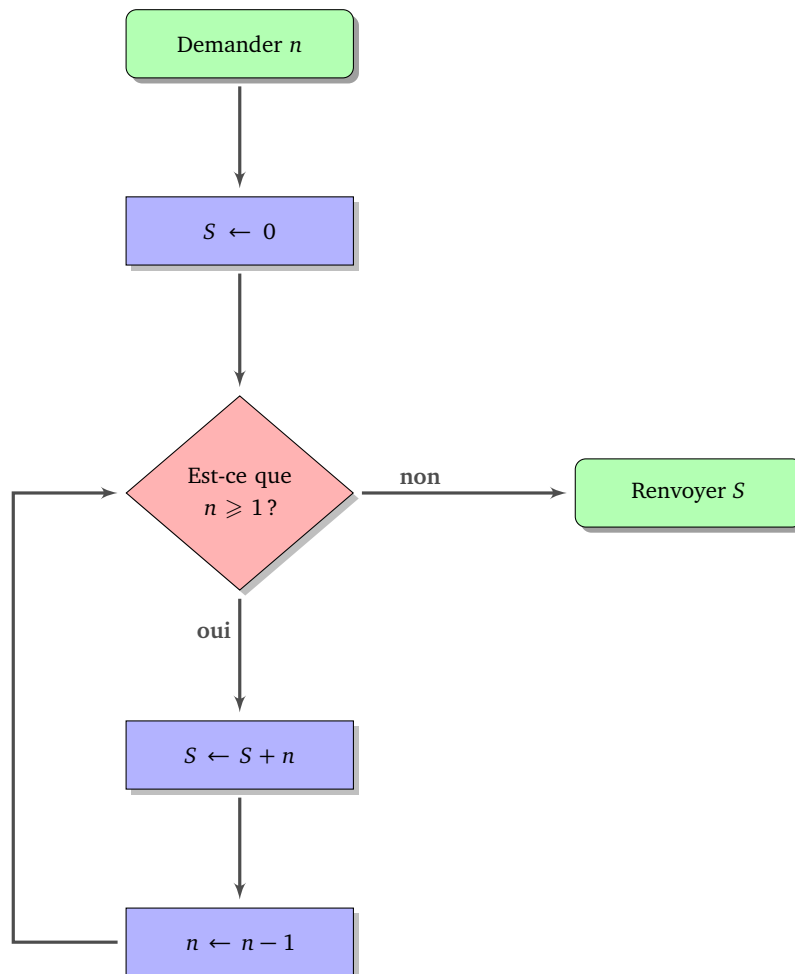 Demander n
S ← 0
Est-ce que
n ⩾ 1 ?
non
Renvoyer S
oui
S ← S + n
n ← n − 1